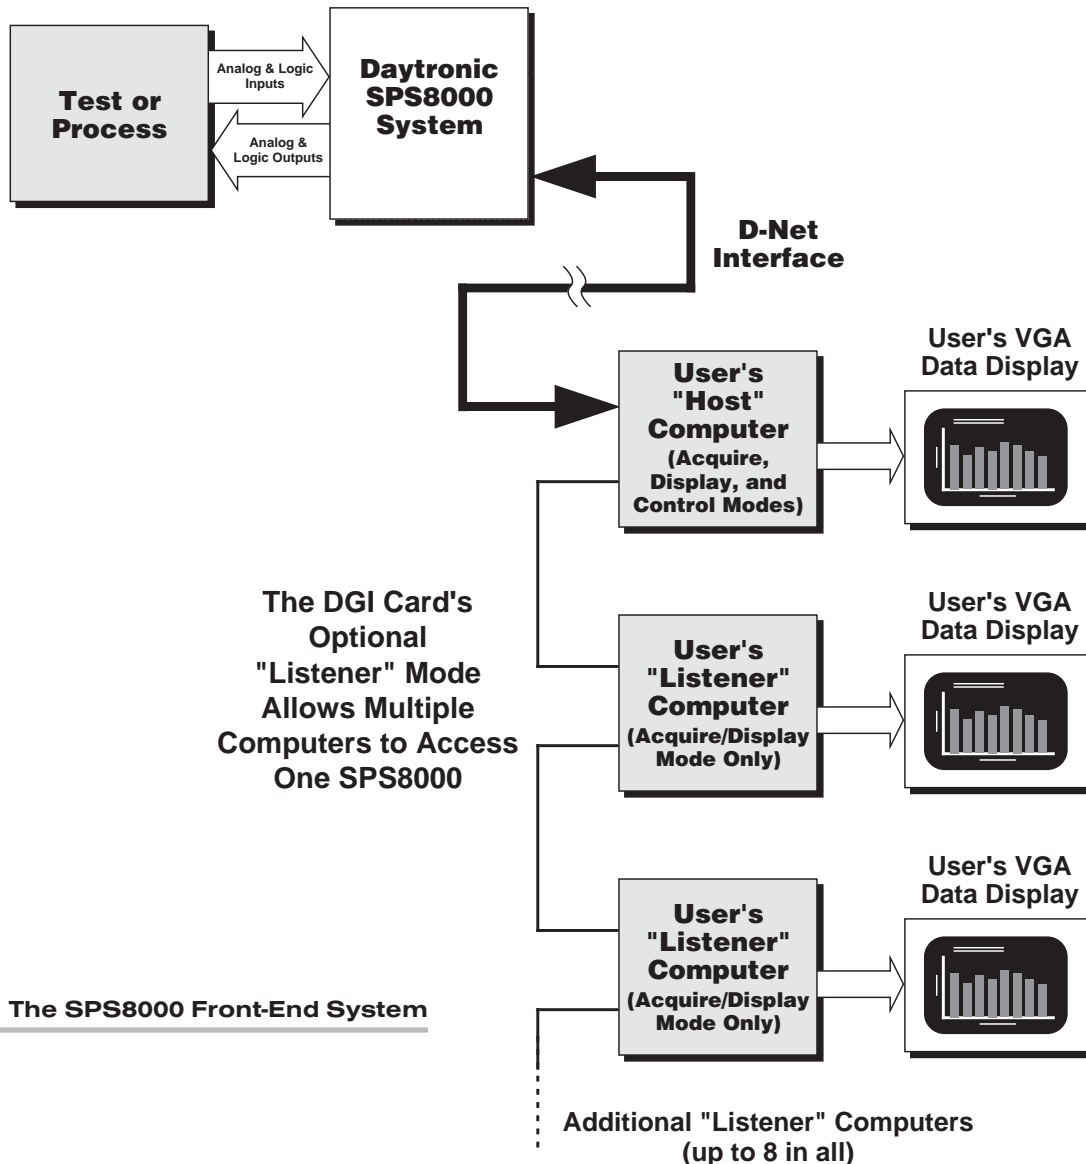 Test or
Process
Analog & Logic
Inputs
Analog &
Logic Outputs
Daytronic
SPS8000
System
D-Net
Interface
User's
"Host"
Computer
(Acquire,
Display, and
Control Modes)
User's VGA
Data Display
The DGI Card's
Optional
"Listener" Mode
Allows Multiple
Computers to Access
One SPS8000
User's
"Listener"
Computer
(Acquire/Display
Mode Only)
User's VGA
Data Display
User's
"Listener"
Computer
(Acquire/Display
Mode Only)
User's VGA
Data Display
The SPS8000 Front-End System
Additional "Listener" Computers
(up to 8 in all)